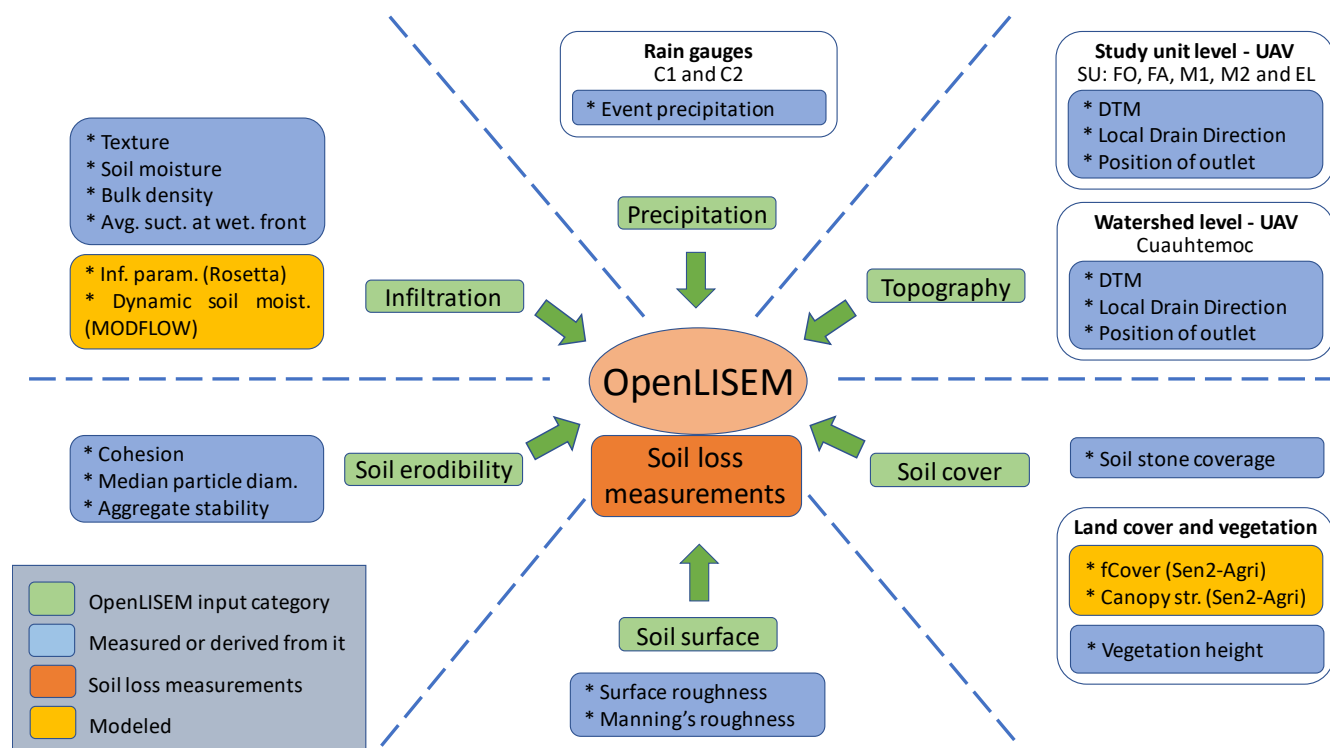 Rain gauges
C1 and C2
* Event precipitation
Study unit level - UAV
SU: FO, FA, M1, M2 and EL
* DTM
* Local Drain Direction
* Position of outlet
* Texture
* Soil moisture
* Bulk density
* Avg. suct. at wet. front
Precipitation
Watershed level - UAV
Cuauhtemoc
* DTM
* Local Drain Direction
* Position of outlet
* Inf. param. (Rosetta)
* Dynamic soil moist.
(MODFLOW)
Infiltration
Topography
OpenLISEM
* Cohesion
* Median particle diam.
* Aggregate stability
Soil erodibility
Soil loss
measurements
Soil cover
* Soil stone coverage
Land cover and vegetation
* fCover (Sen2-Agri)
* Canopy str. (Sen2-Agri)
* Vegetation height
Soil surface
* Surface roughness
* Manning's roughness
OpenLISEM input category
Measured or derived from it
Soil loss measurements
Modeled